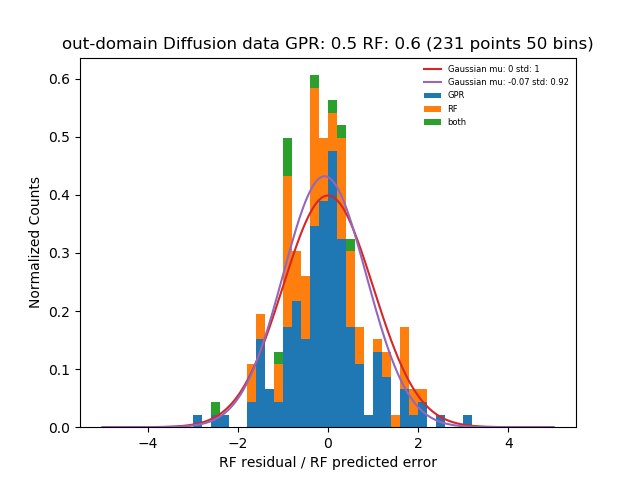 out-domain Diffusion data GPR: 0.5 RF: 0.6 (231 points 50 bins)
Gaussian mu: 0 std: 1
Gaussian mu: -0.07 std: 0.92
GPR
RF
both
Normalized Counts
0.6
0.5
0.4
0.3
0.2
0.1
0.0
−4 −2 0 2 4
RF residual / RF predicted error